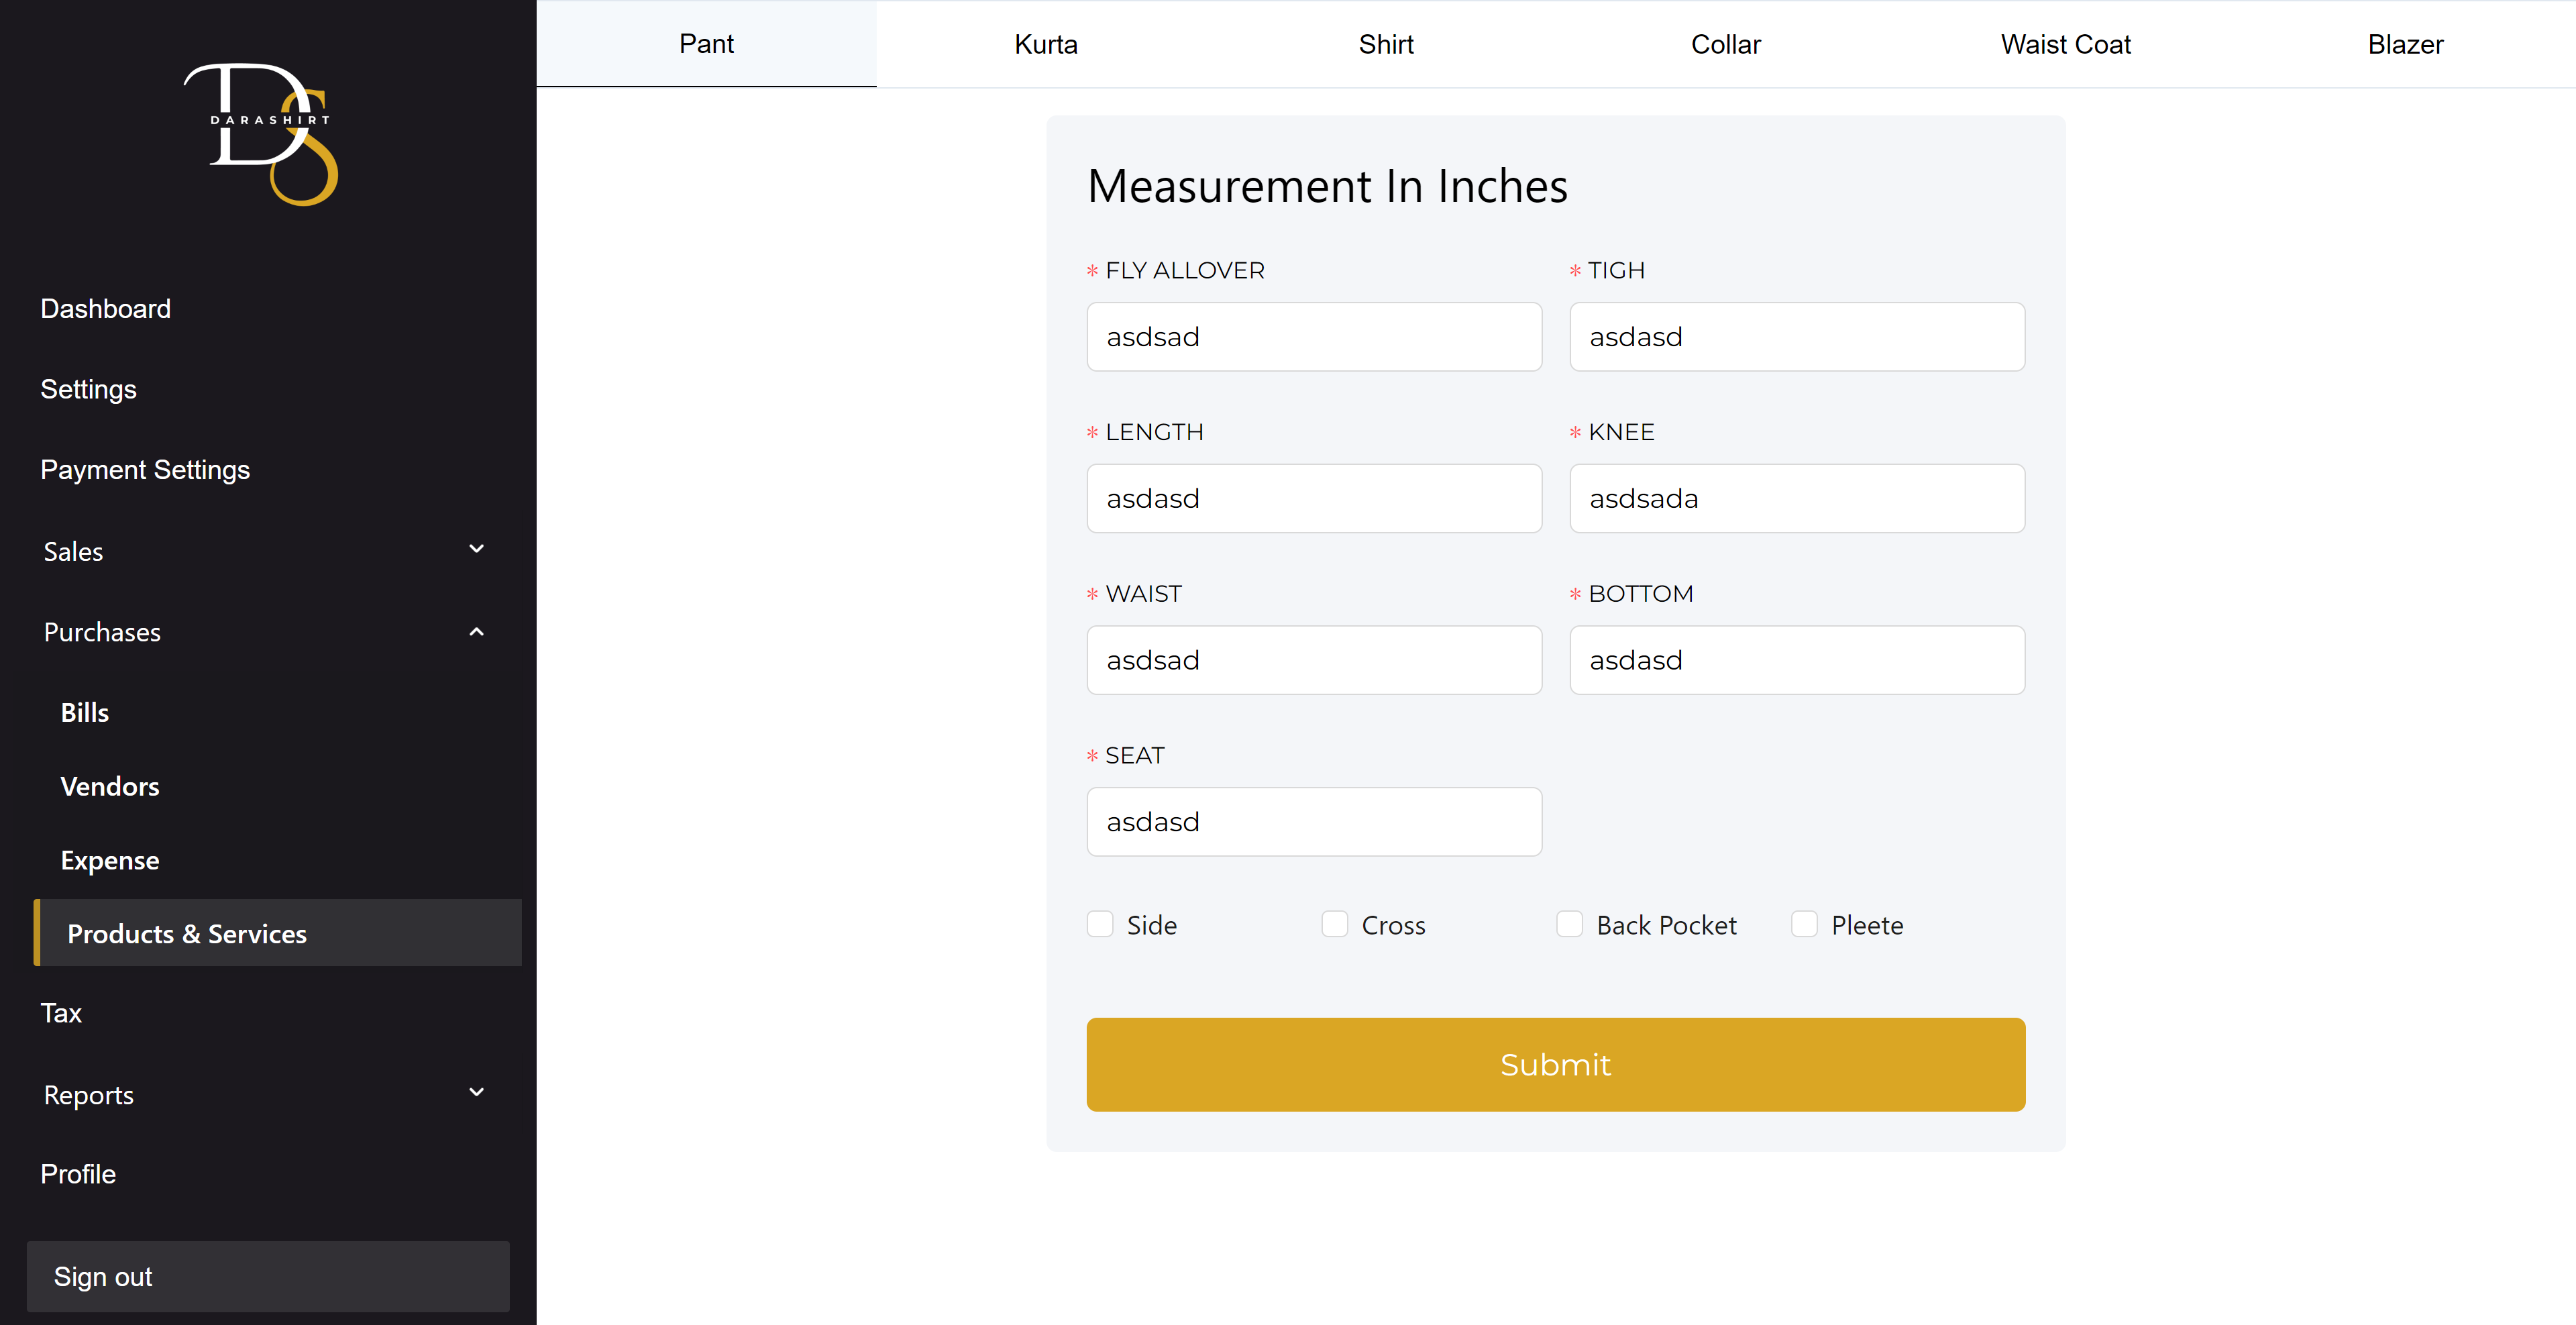 DARASHIRT
Dashboard
Settings
Payment Settings
Sales
Purchases
Bills
Vendors
Expense
Products & Services
Tax
Reports
Profile
Sign out
Pant Kurta Shirt Collar Waist Coat Blazer
Measurement In Inches
* FLY ALLOVER * TIGH
asdsad asdasd
* LENGTH * KNEE
asdasd asdsada
* WAIST * BOTTOM
asdsad asdasd
* SEAT
asdasd
Side Cross Back Pocket Pleete
Submit